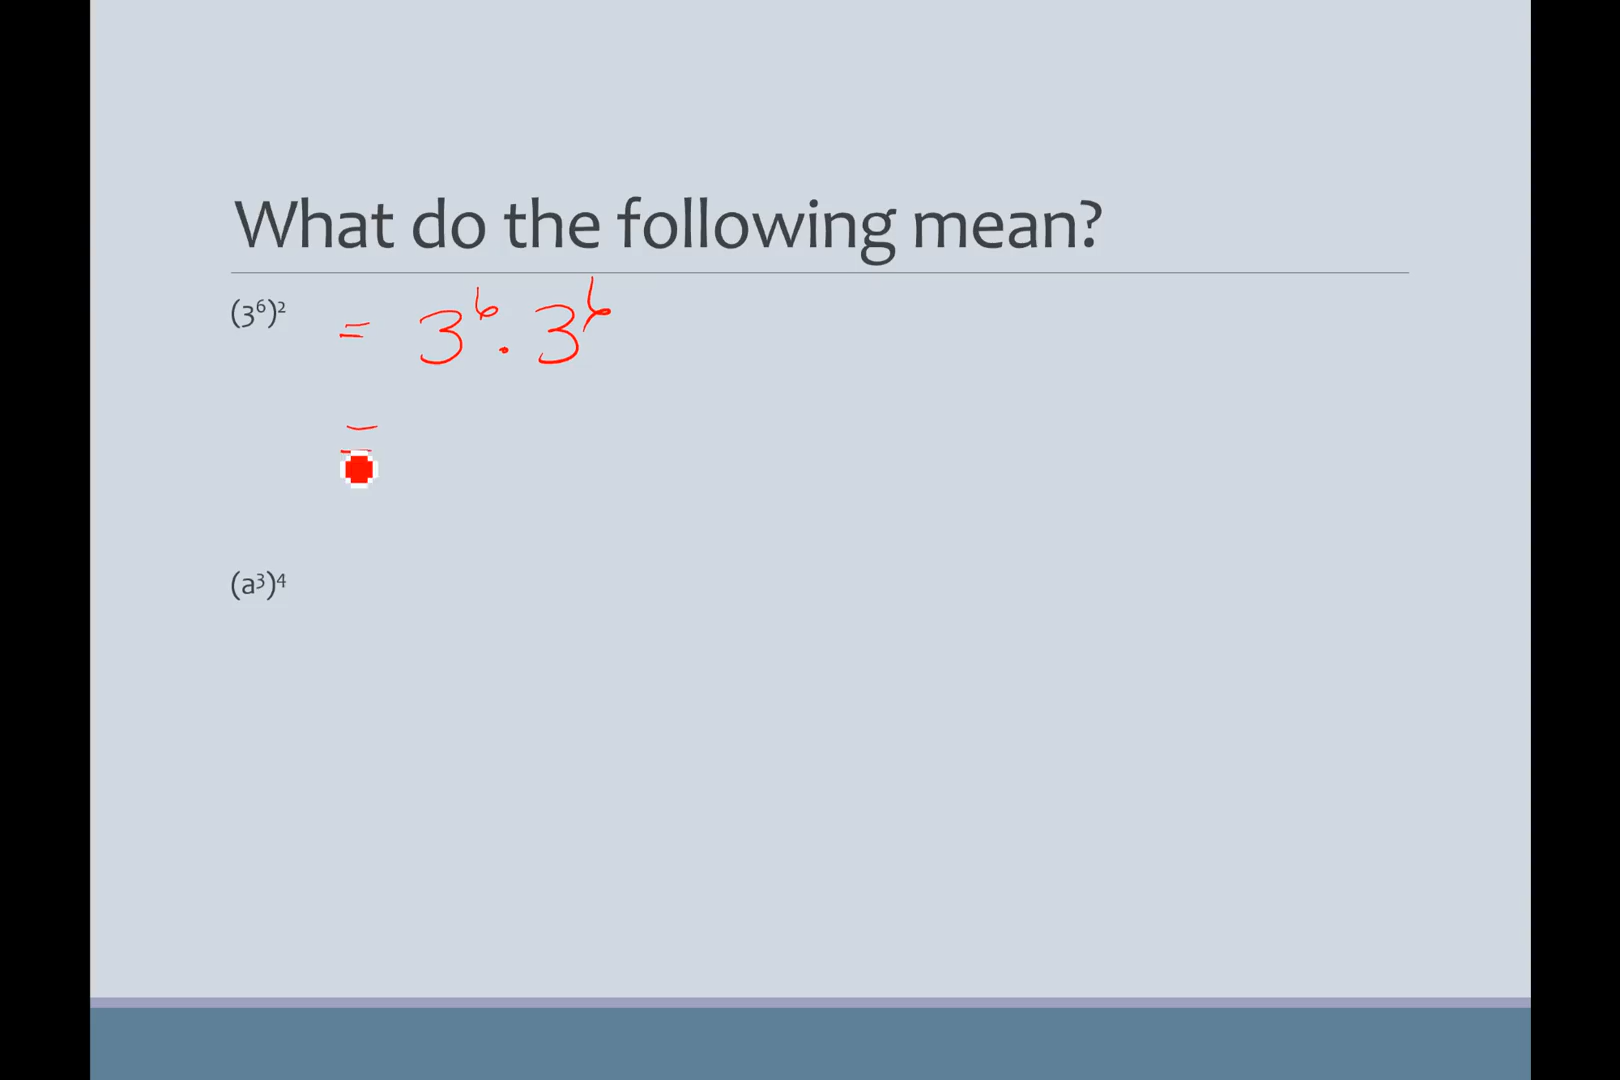 What do the following mean?
(3⁶)² = 3⁶ · 3⁶
=
(a³)⁴